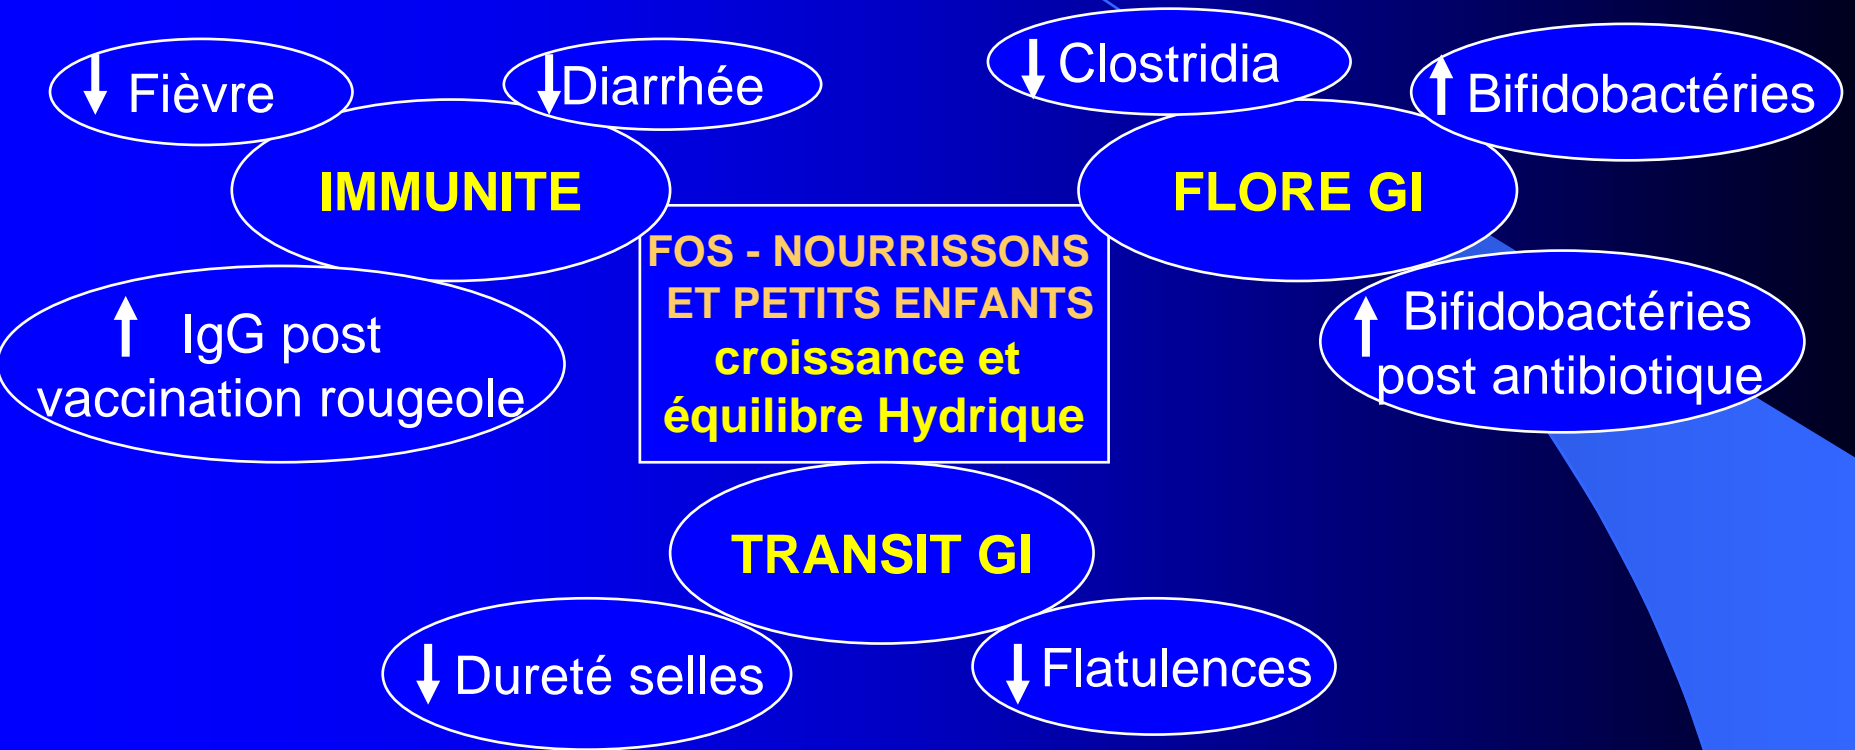 ↓ Fièvre
↓ Diarrhée
IMMUNITE
↑ IgG post
vaccination rougeole
↓ Clostridia
↑ Bifidobactéries
FLORE GI
↑ Bifidobactéries
post antibiotique
FOS - NOURRISSONS
ET PETITS ENFANTS
croissance et
équilibre Hydrique
TRANSIT GI
↓ Dureté selles
↓ Flatulences